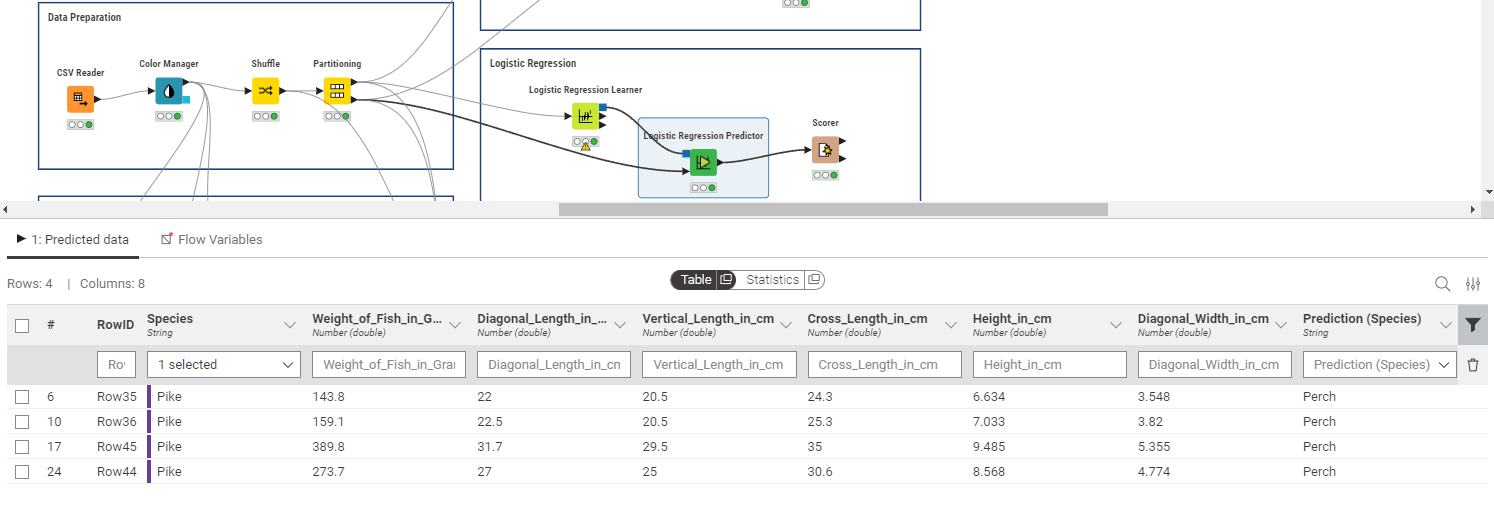 Data Preparation
CSV Reader
Color Manager
Shuffle
Partitioning
Logistic Regression
Logistic Regression Learner
Logistic Regression Predictor
Scorer
1: Predicted data
Flow Variables
Rows: 4 | Columns: 8
Table
Statistics
# RowID Species Weight_of_Fish_in_G... Diagonal_Length_in_... Vertical_Length_in_cm Cross_Length_in_cm Height_in_cm Diagonal_Width_in_cm Prediction (Species)
String Number (double) Number (double) Number (double) Number (double) Number (double) Number (double) String
Ro 1 selected Weight_of_Fish_in_Gra Diagonal_Length_in_cn Vertical_Length_in_cm Cross_Length_in_cm Height_in_cm Diagonal_Width_in_cm Prediction (Species)
6 Row35 Pike 143.8 22 20.5 24.3 6.634 3.548 Perch
10 Row36 Pike 159.1 22.5 20.5 25.3 7.033 3.82 Perch
17 Row45 Pike 389.8 31.7 29.5 35 9.485 5.355 Perch
24 Row44 Pike 273.7 27 25 30.6 8.568 4.774 Perch